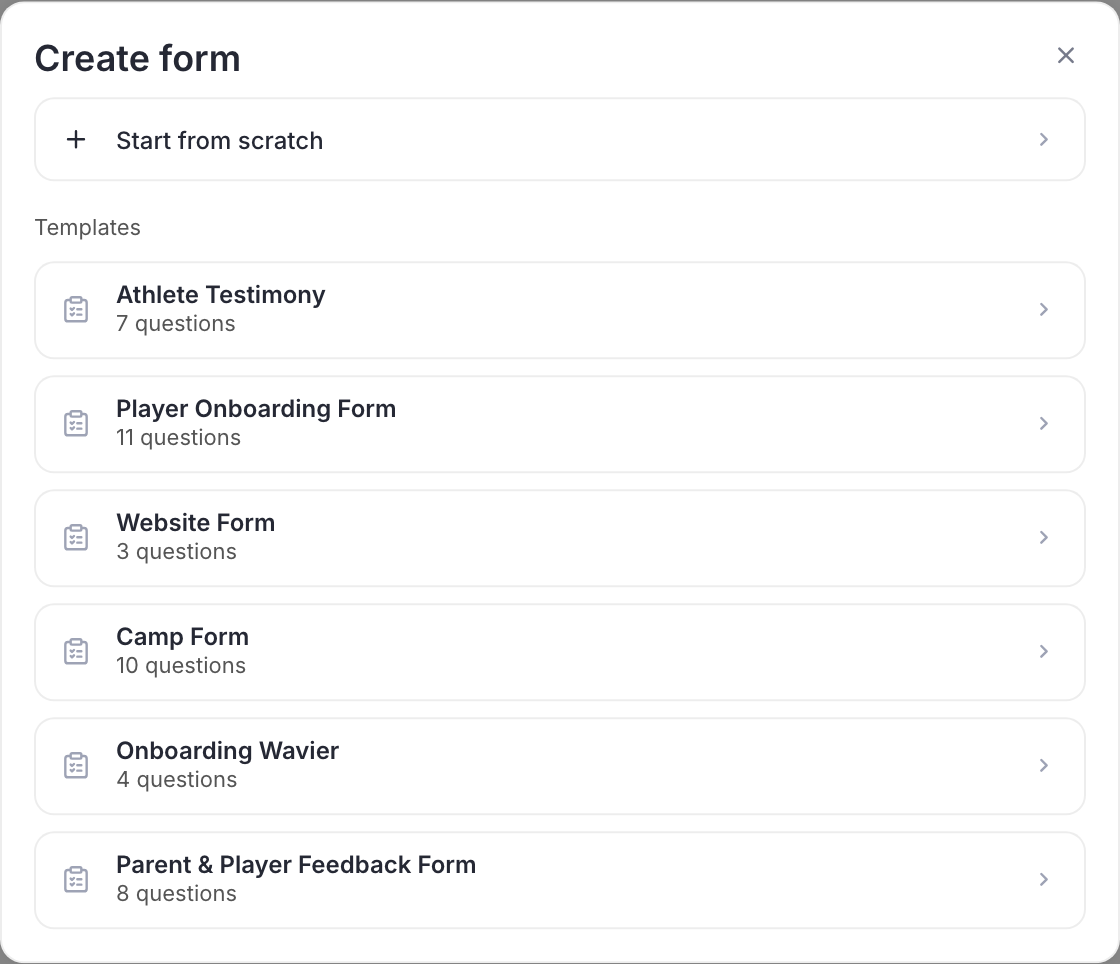 Create form
Start from scratch
Templates
Athlete Testimony
7 questions
Player Onboarding Form
11 questions
Website Form
3 questions
Camp Form
10 questions
Onboarding Wavier
4 questions
Parent & Player Feedback Form
8 questions